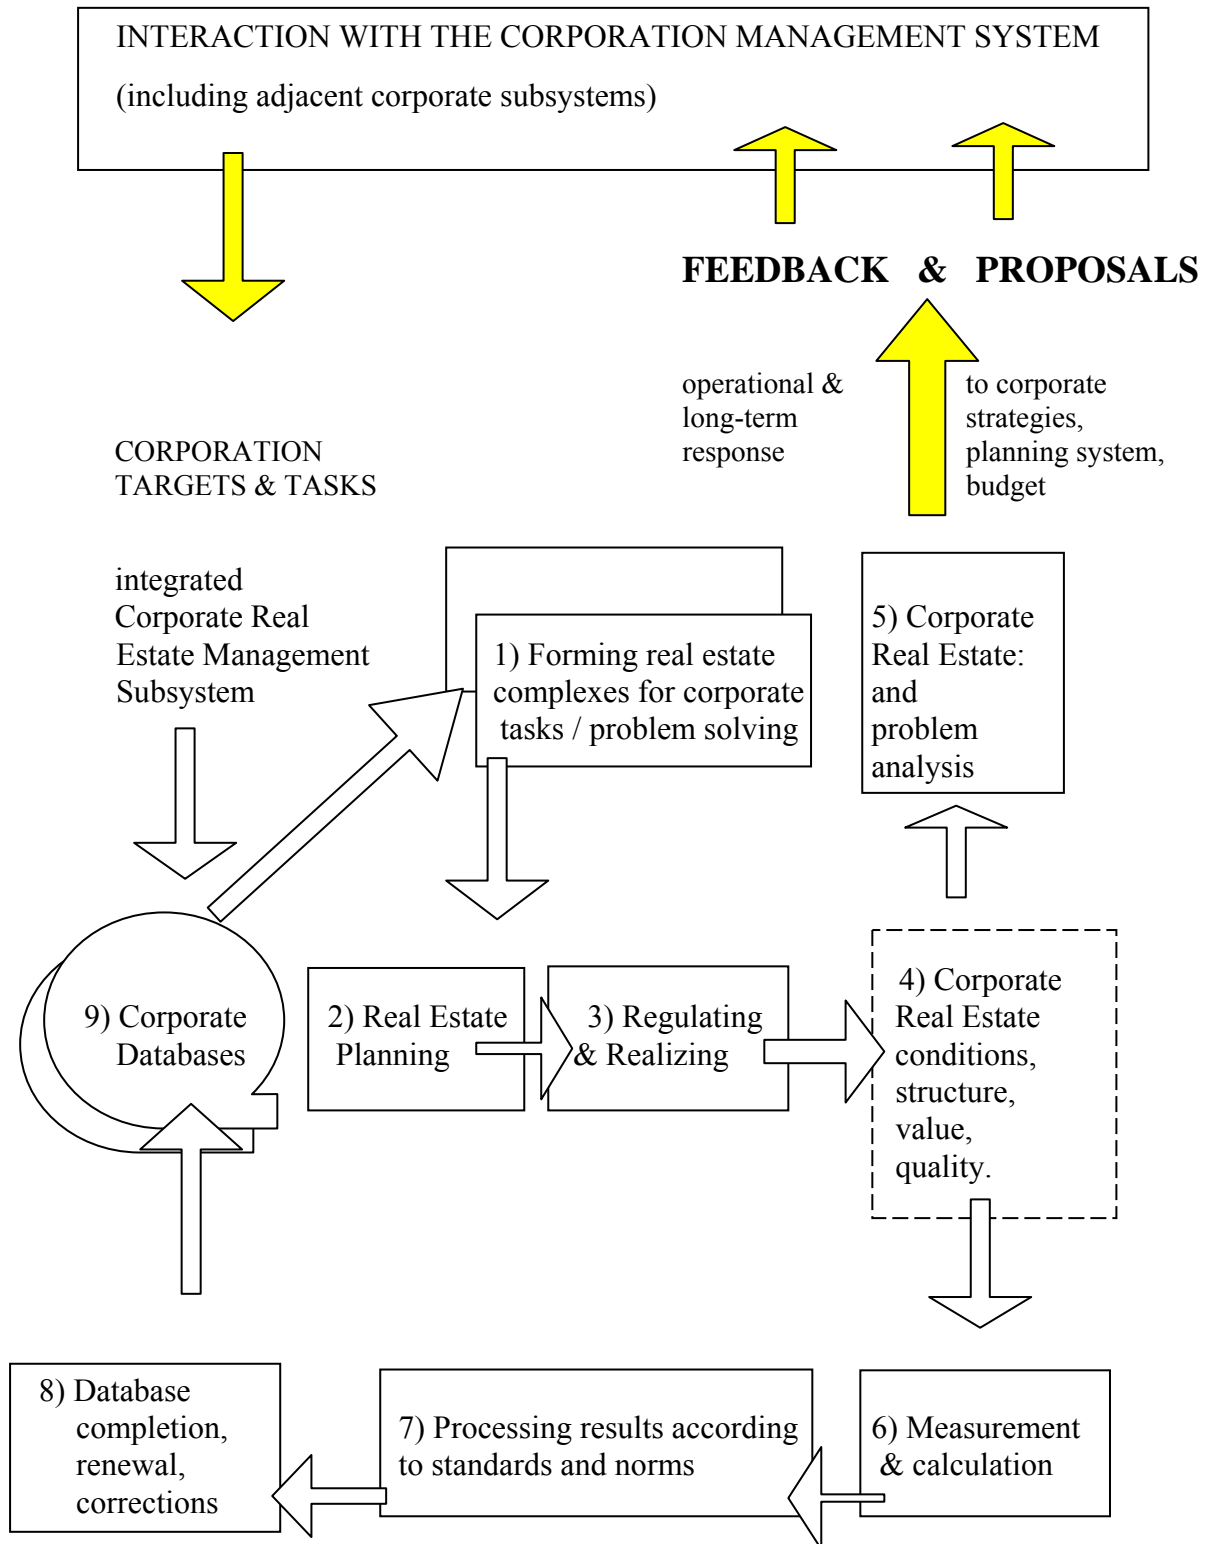 INTERACTION WITH THE CORPORATION MANAGEMENT SYSTEM
(including adjacent corporate subsystems)
FEEDBACK & PROPOSALS
operational &
long-term
response
to corporate
strategies,
planning system,
budget
CORPORATION
TARGETS & TASKS
integrated
Corporate Real
Estate Management
Subsystem
1) Forming real estate
complexes for corporate
tasks / problem solving
5) Corporate
Real Estate:
and
problem
analysis
9) Corporate
Databases
2) Real Estate
Planning
3) Regulating
& Realizing
4) Corporate
Real Estate
conditions,
structure,
value,
quality.
8) Database
completion,
renewal,
corrections
7) Processing results according
to standards and norms
6) Measurement
& calculation